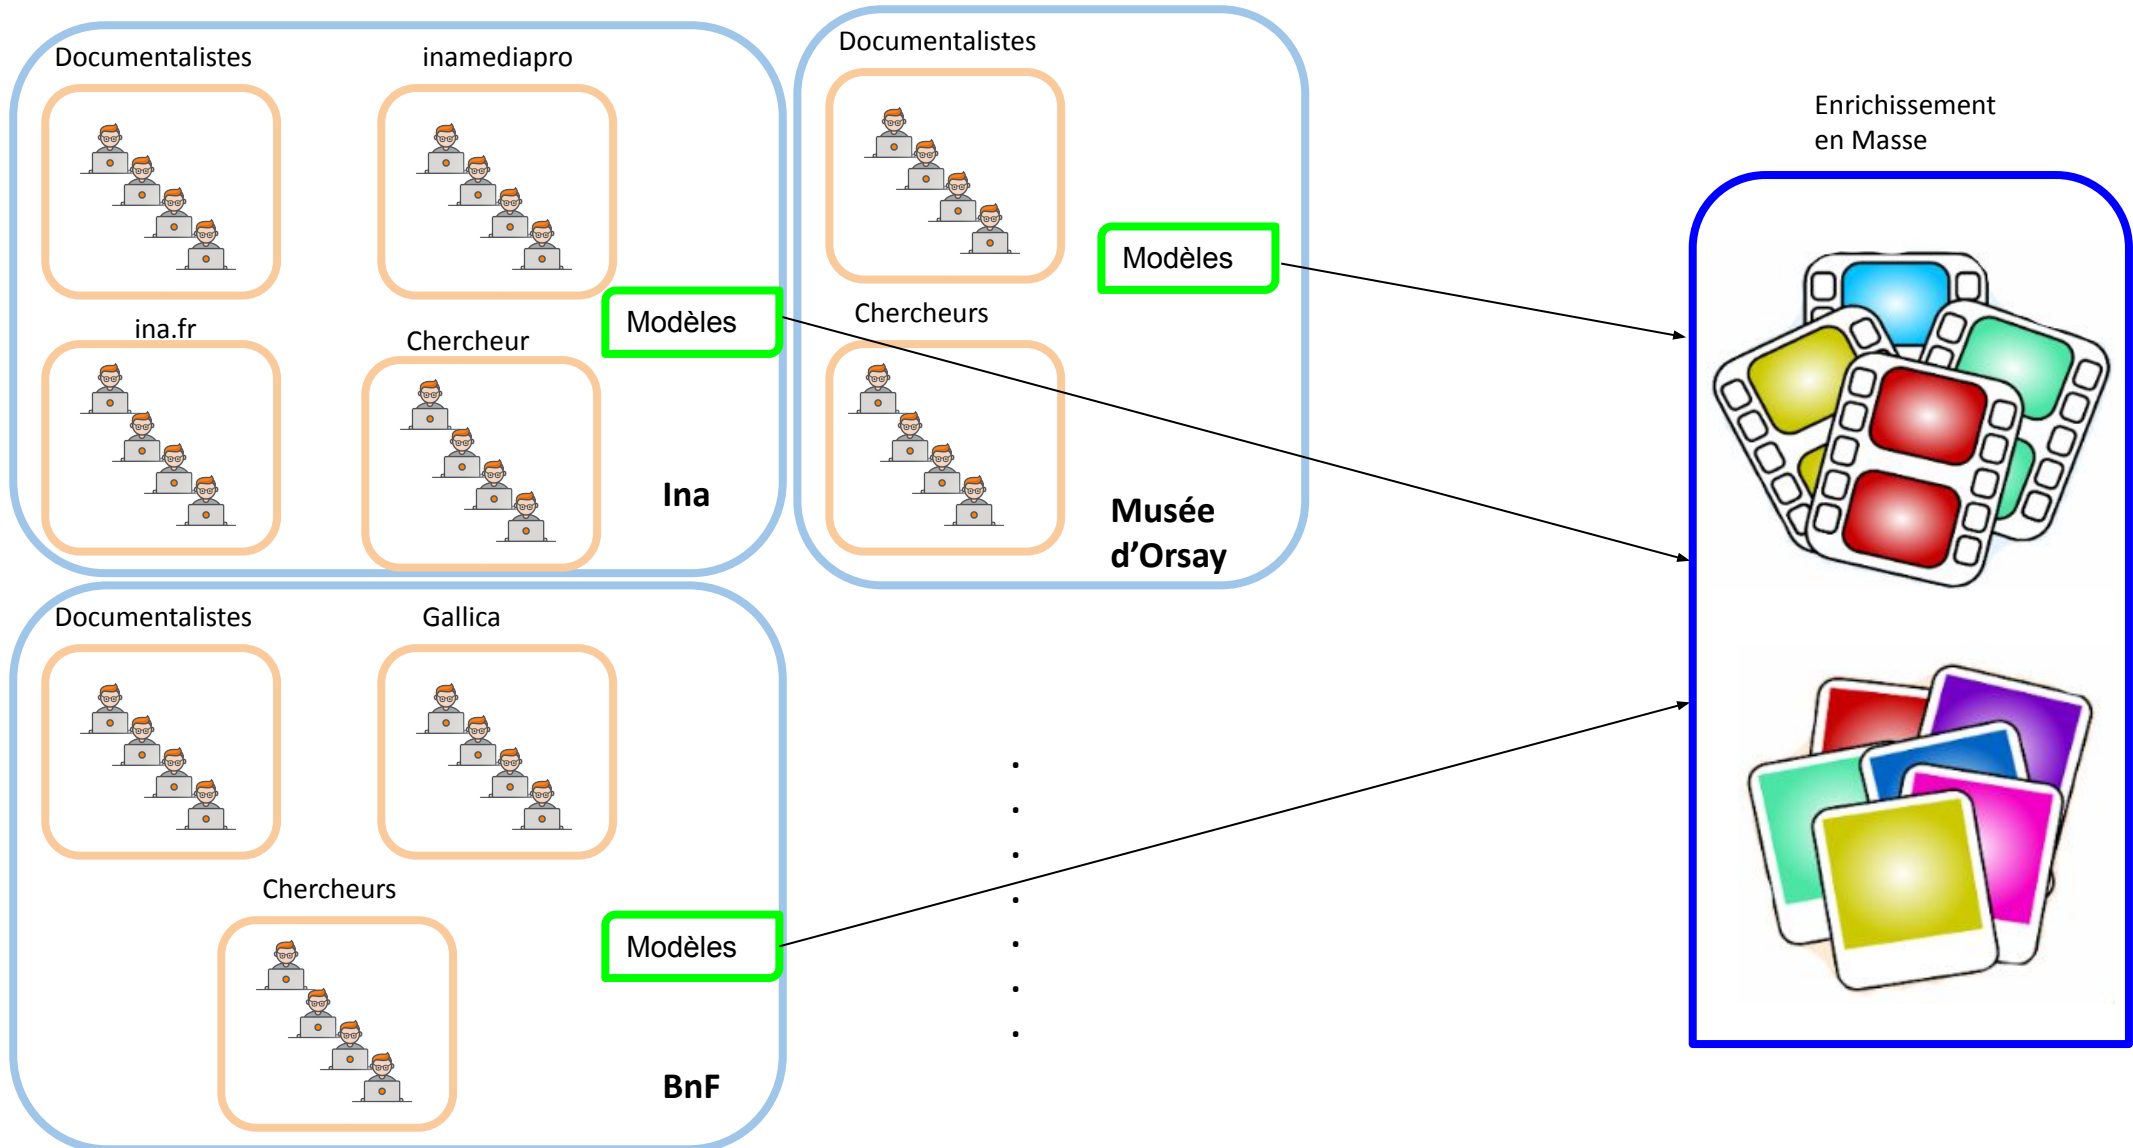 Documentalistes
inamediapro
ina.fr
Chercheur
Modèles
Ina
Documentalistes
Modèles
Chercheurs
Musée
d’Orsay
Documentalistes
Gallica
Chercheurs
Modèles
BnF
Enrichissement
en Masse